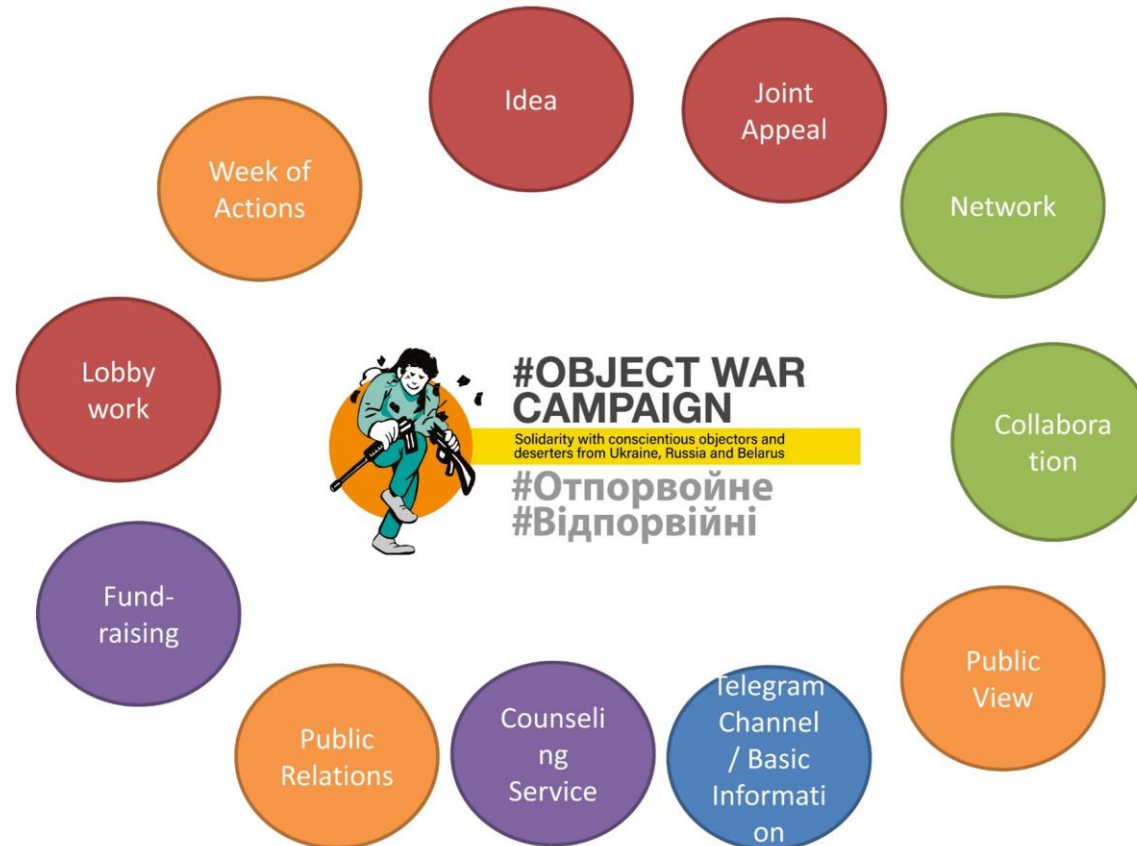 Idea
Joint
Appeal
Week of
Actions
Network
Lobby
work
#OBJECT WAR
CAMPAIGN
Solidarity with conscientious objectors and
deserters from Ukraine, Russia and Belarus
#Отпорвойне
#Відпорвійні
Collabora
tion
Fund-
raising
Public
View
Public
Relations
Counseli
ng
Service
Telegram
Channel
/ Basic
Informati
on